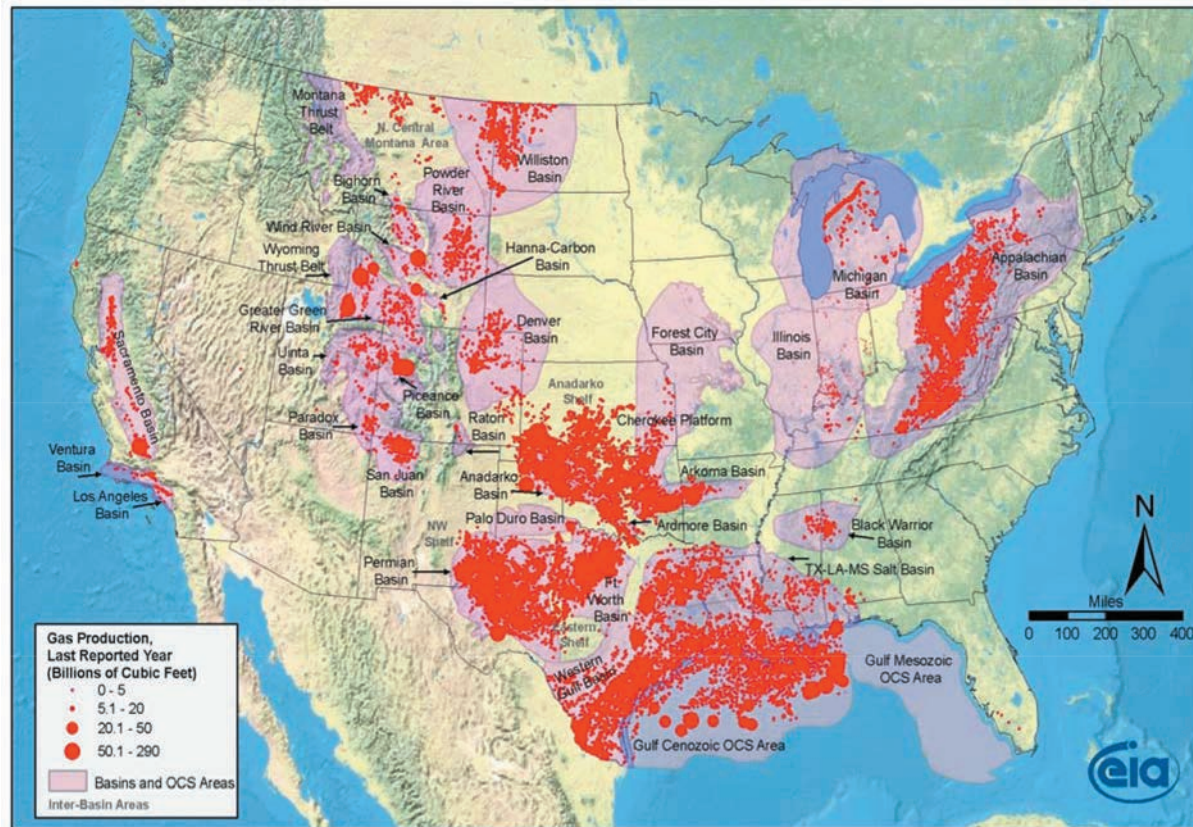 Montana
Thrust
Belt
N. Central
Montana Area
Williston
Basin
Powder
River
Basin
Bighorn
Basin
Wind River Basin
Wyoming
Thrust Belt
Hanna-Carbon
Basin
Greater Green
River Basin
Denver
Basin
Uinta
Basin
Piceance
Basin
Forest City
Basin
Illinois
Basin
Michigan
Basin
Appalachian
Basin
Sacramento Basin
Anadarko
Shelf
Cherokee Platform
Paradox
Basin
Raton
Basin
San Juan
Basin
Ventura
Basin
Los Angeles
Basin
Anadarko
Basin
Arkoma Basin
NW
Shelf
Palo Duro Basin
Ardmore Basin
Black Warrior
Basin
TX-LA-MS Salt Basin
Permian
Basin
Ft.
Worth
Basin
Eastern
Shelf
Western
Gulf Basin
Gulf Mesozoic
OCS Area
Gulf Cenozoic OCS Area
N
Miles
0 100 200 300 400
Gas Production,
Last Reported Year
(Billions of Cubic Feet)
0 - 5
5.1 - 20
20.1 - 50
50.1 - 290
Basins and OCS Areas
Inter-Basin Areas
eia